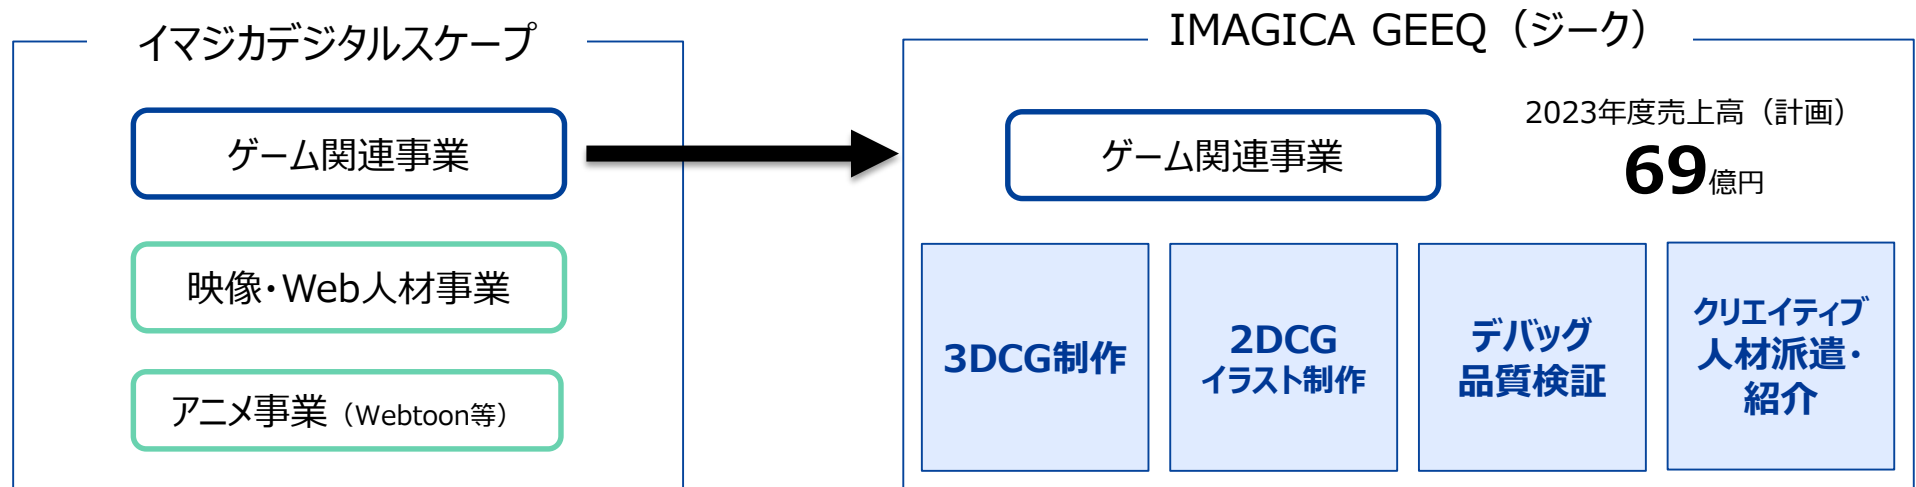 イマジカデジタルスケープ
ゲーム関連事業
映像・Web人材事業
アニメ事業（Webtoon等）
IMAGICA GEEQ（ジーク）
ゲーム関連事業
2023年度売上高（計画）
69億円
3DCG制作
2DCG
イラスト制作
デバッグ
品質検証
クリエイティブ
人材派遣・
紹介